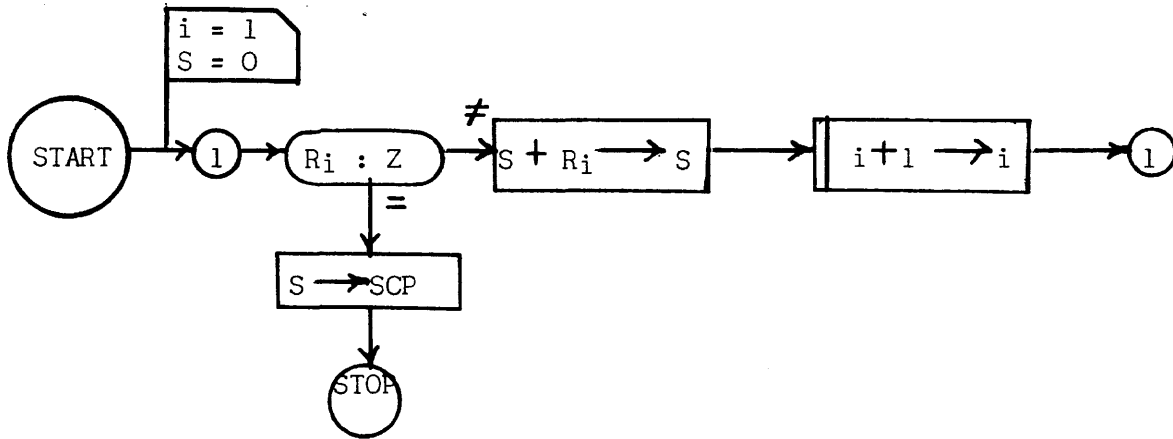 i = 1
S = 0
START
1
Ri : Z
≠
S + Ri → S
i+1 → i
1
=
S → SCP
STOP